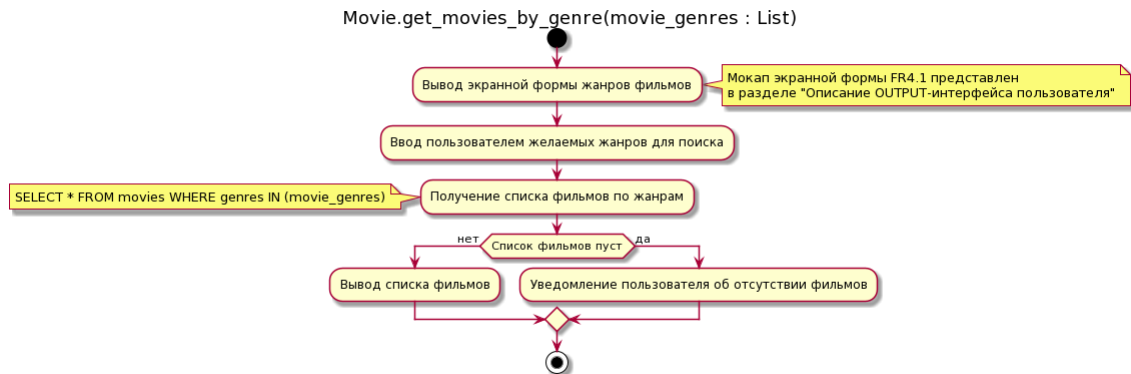 Movie.get_movies_by_genre(movie_genres : List)
Вывод экранной формы жанров фильмов
Мокап экранной формы FR4.1 представлен
в разделе "Описание OUTPUT-интерфейса пользователя"
Ввод пользователем желаемых жанров для поиска
SELECT * FROM movies WHERE genres IN (movie_genres)
Получение списка фильмов по жанрам
нет
Список фильмов пуст
да
Вывод списка фильмов
Уведомление пользователя об отсутствии фильмов